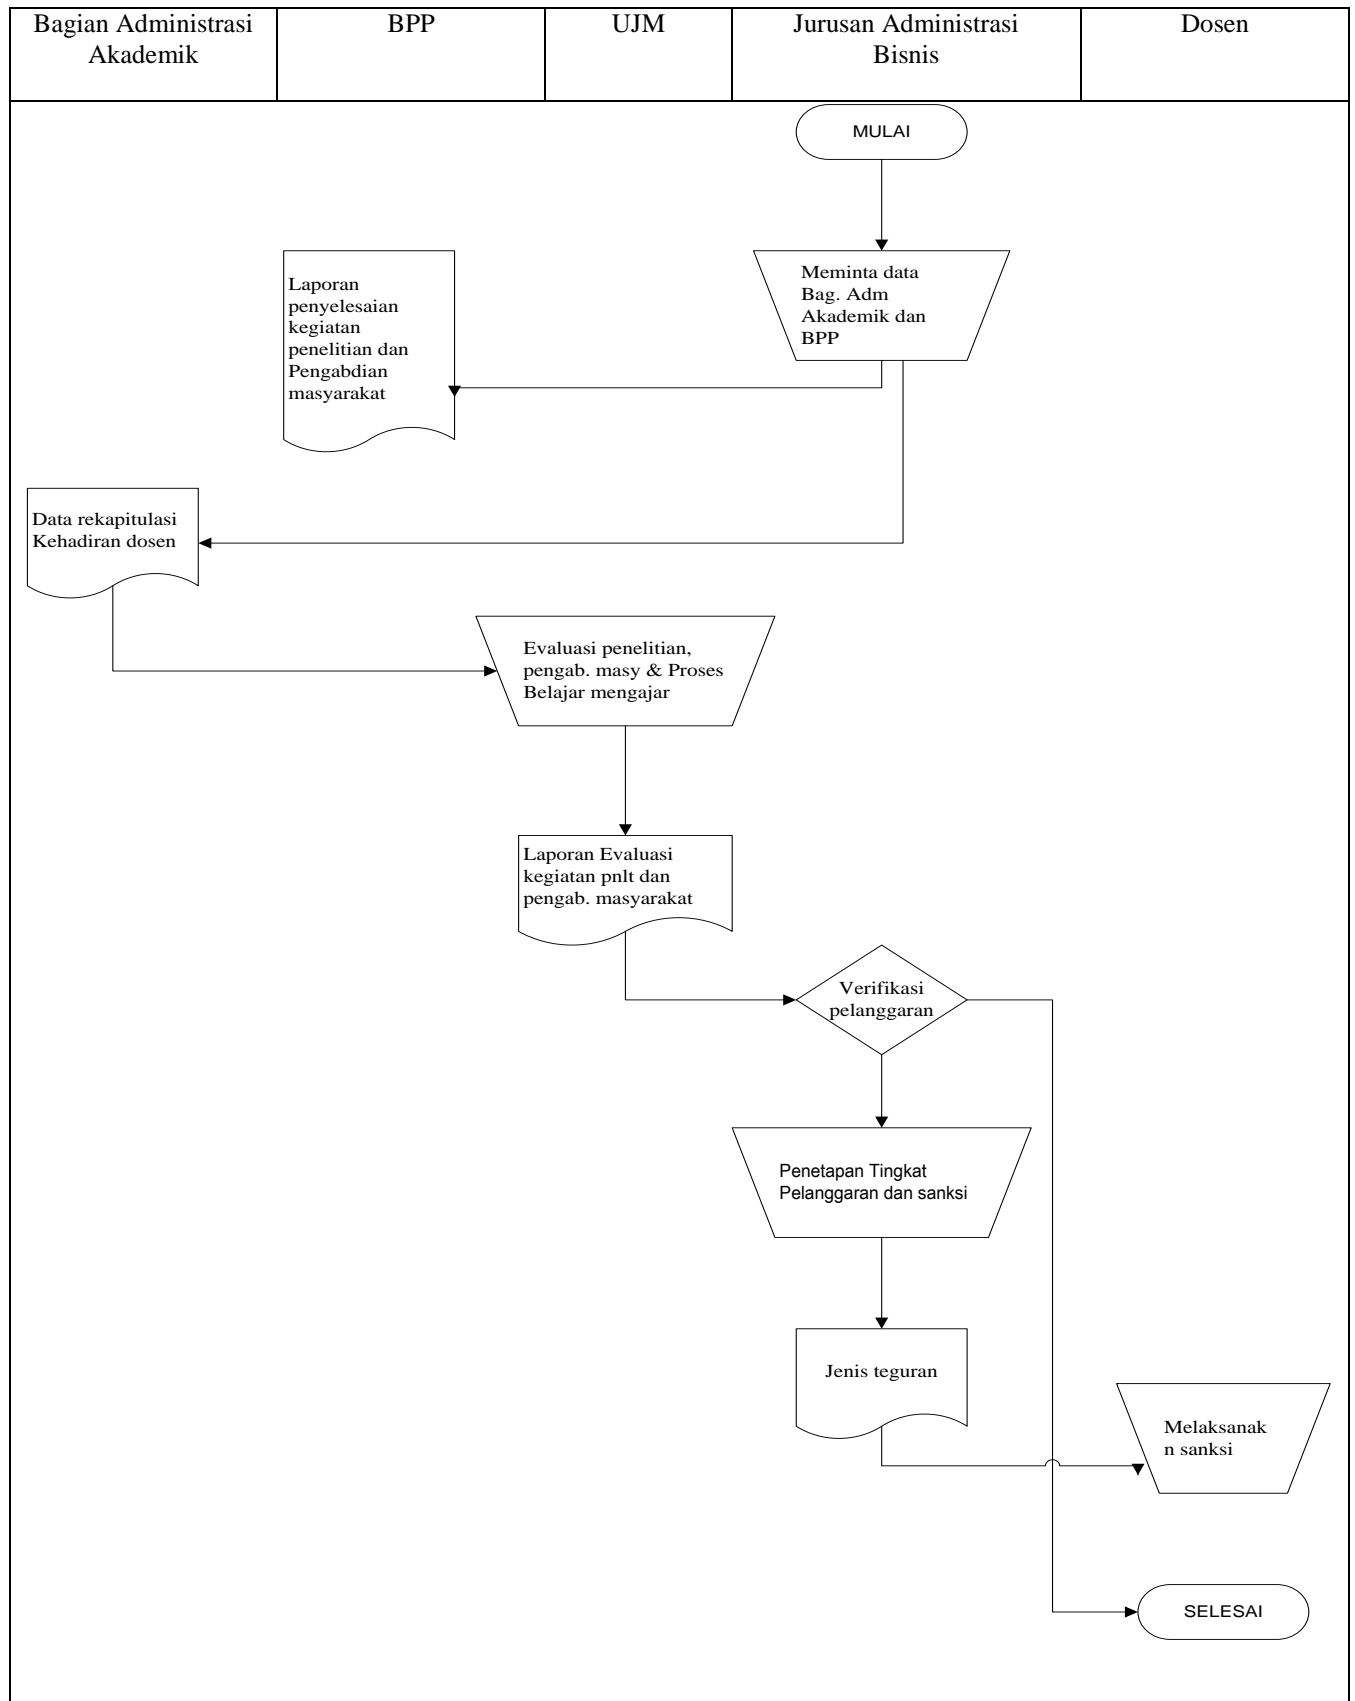 Bagian Administrasi
Akademik
BPP
UJM
Jurusan Administrasi
Bisnis
Dosen
MULAI
Meminta data
Bag. Adm
Akademik dan
BPP
Laporan
penyelesaian
kegiatan
penelitian dan
Pengabdian
masyarakat
Data rekapitulasi
Kehadiran dosen
Evaluasi penelitian,
pengab. masy & Proses
Belajar mengajar
Laporan Evaluasi
kegiatan pnlt dan
pengab. masyarakat
Verifikasi
pelanggaran
Penetapan Tingkat
Pelanggaran dan sanksi
Jenis teguran
Melaksanak
n sanksi
SELESAI